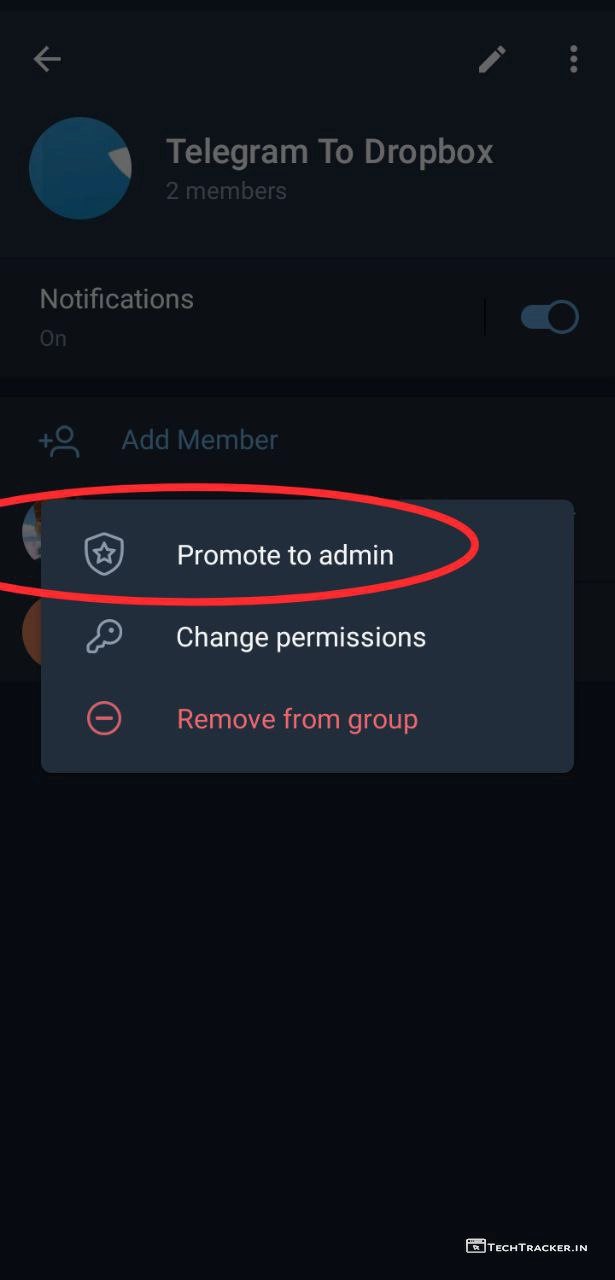 Telegram To Dropbox
2 members
Notifications
On
Add Member
Promote to admin
Change permissions
Remove from group
TECHTRACKER.IN